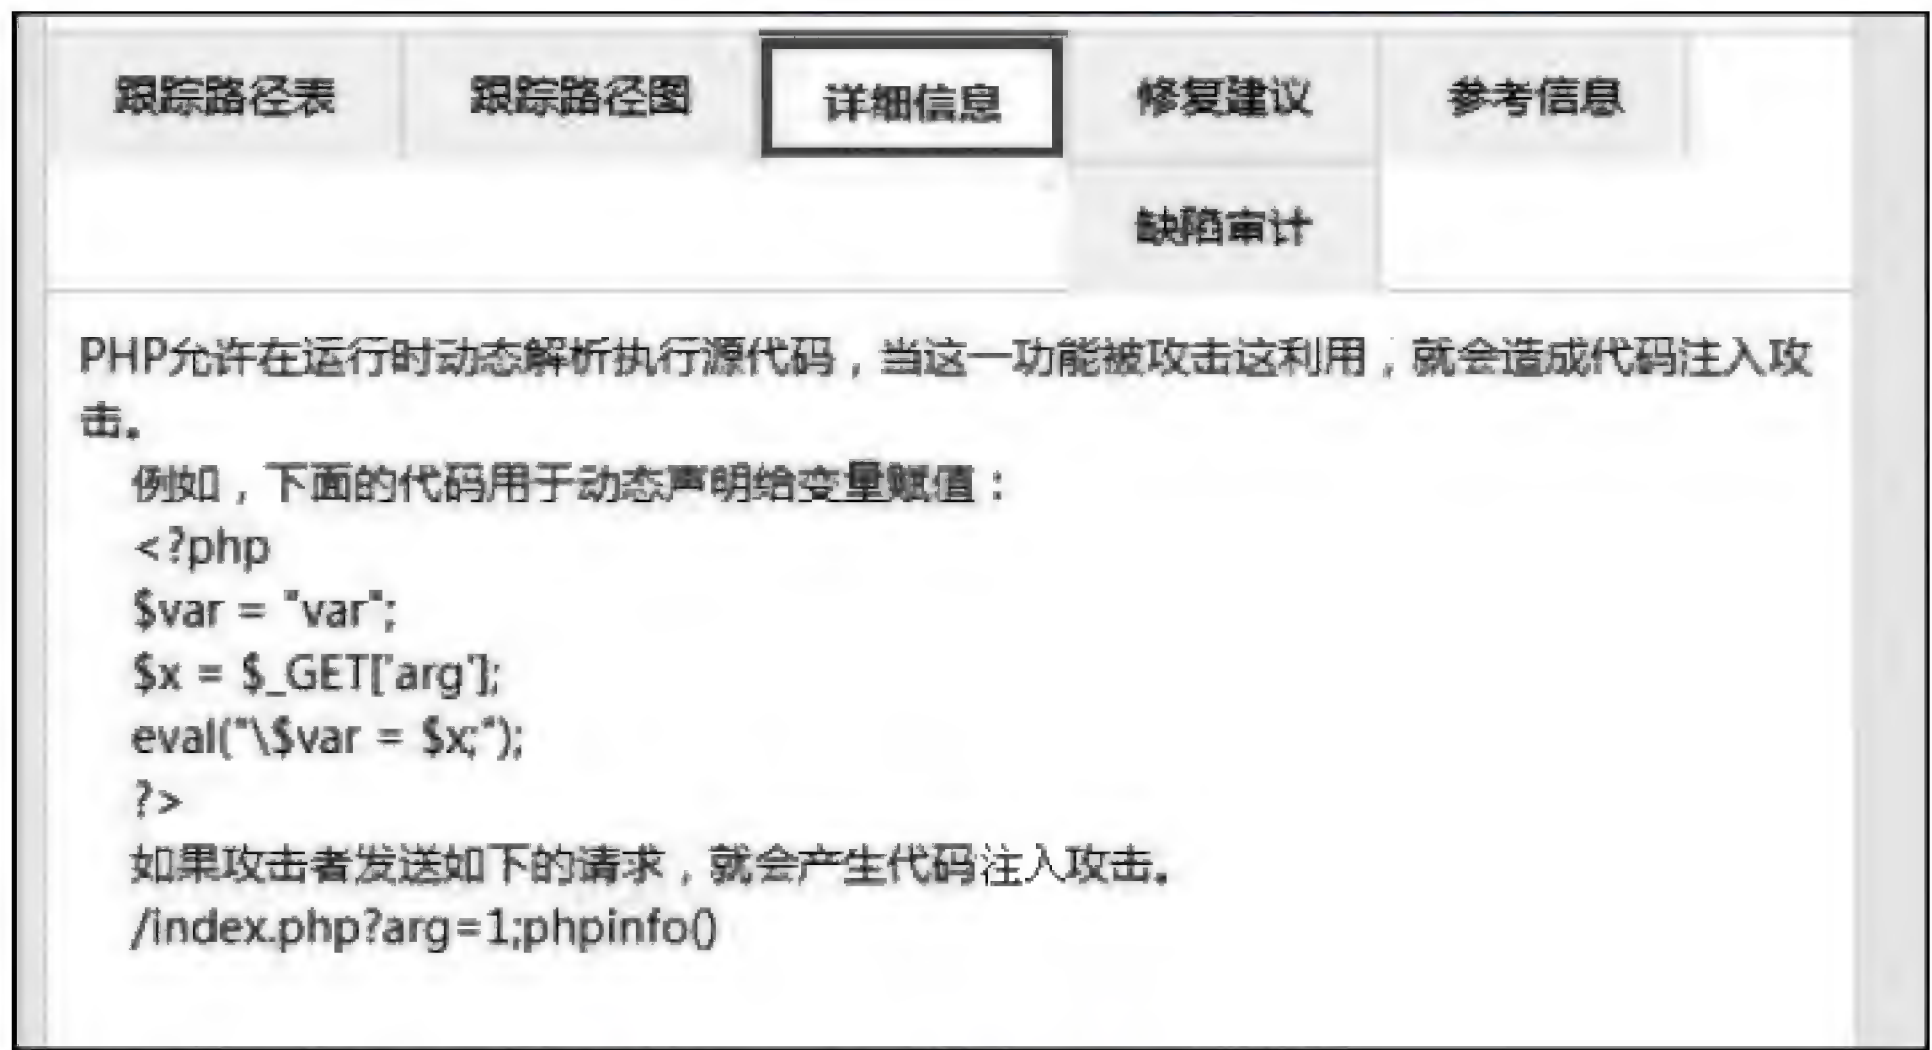 跟踪路径表 跟踪路径图 详细信息 修复建议 参考信息
缺陷审计
PHP允许在运行时动态解析执行源代码，当这一功能被攻击这利用，就会造成代码注入攻
击。
例如，下面的代码用于动态声明给变量赋值：
<?php
$var = "var";
$x = $_GET['arg'];
eval("\$var = $x;");
?>
如果攻击者发送如下的请求，就会产生代码注入攻击。
/index.php?arg=1;phpinfo()